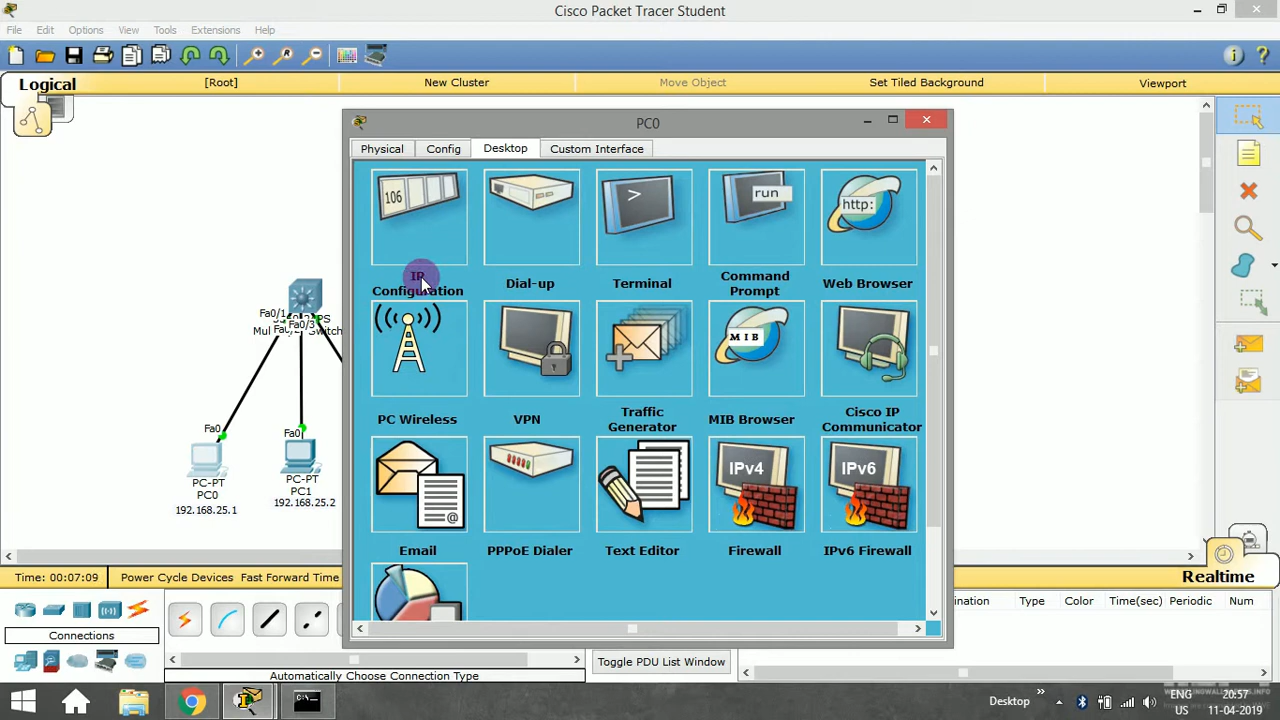 Cisco Packet Tracer Student
File Edit Options View Tools Extensions Help
Logical [Root] New Cluster Move Object Set Tiled Background Viewport
PC0
Physical Config Desktop Custom Interface
106
>
run
http:
IP Configuration
Dial-up
Terminal
Command Prompt
Web Browser
MIB
PC Wireless
VPN
Traffic Generator
MIB Browser
Cisco IP Communicator
@
IPv4
IPv6
Email
PPPoE Dialer
Text Editor
Firewall
IPv6 Firewall
Fa0/1
Fa0/3
Fa0
Fa0
PC-PT
PC0
192.168.25.1
PC-PT
PC1
192.168.25.2
Time: 00:07:09 Power Cycle Devices Fast Forward Time
Realtime
Connections
Automatically Choose Connection Type
Toggle PDU List Window
Type Color Time(sec) Periodic Num
Desktop
ENG
US
20:57
11-04-2019